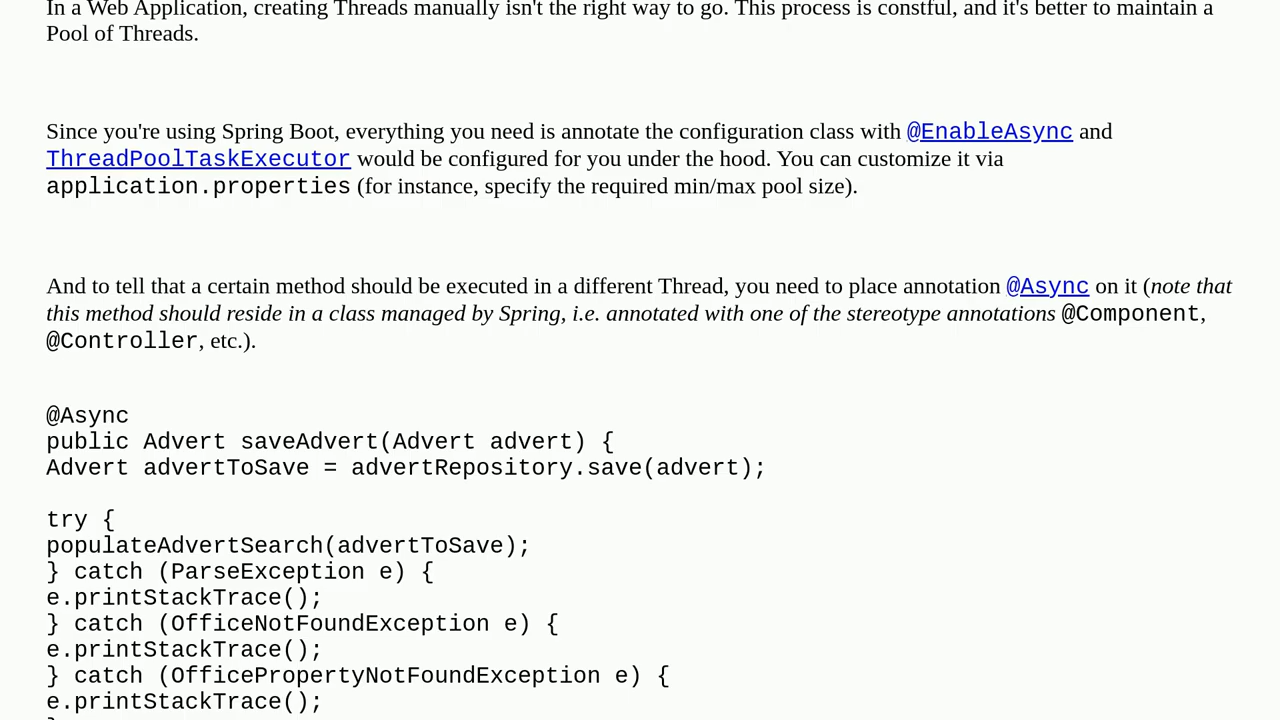 In a Web Application, creating Threads manually isn't the right way to go. This process is constful, and it's better to maintain a
Pool of Threads.
Since you're using Spring Boot, everything you need is annotate the configuration class with @EnableAsync and
ThreadPoolTaskExecutor would be configured for you under the hood. You can customize it via
application.properties (for instance, specify the required min/max pool size).
And to tell that a certain method should be executed in a different Thread, you need to place annotation @Async on it (note that
this method should reside in a class managed by Spring, i.e. annotated with one of the stereotype annotations @Component,
@Controller, etc.).
@Async
public Advert saveAdvert(Advert advert) {
Advert advertToSave = advertRepository.save(advert);
try {
populateAdvertSearch(advertToSave);
} catch (ParseException e) {
e.printStackTrace();
} catch (OfficeNotFoundException e) {
e.printStackTrace();
} catch (OfficePropertyNotFoundException e) {
e.printStackTrace();